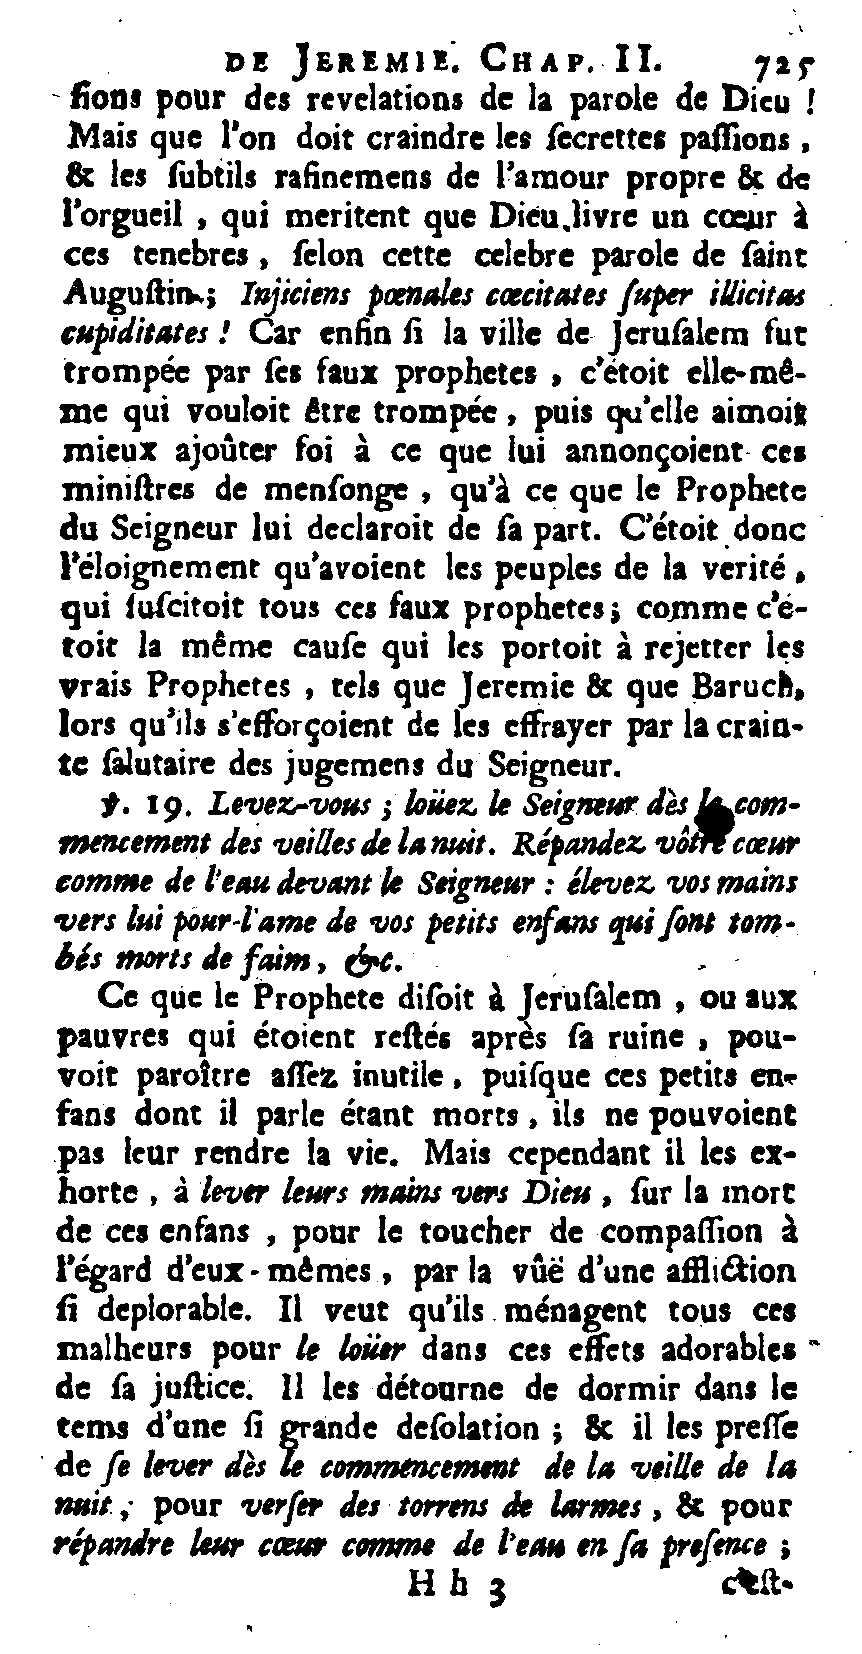 DE JEREMIE. CHAP. II. 725
ſions pour des revelations de la parole de Dieu !
Mais que l'on doit craindre les ſecrettes paſſions,
& les ſubtils rafinemens de l'amour propre & de
l'orgueil, qui meritent que Dieu livre un cœur à
ces tenebres, ſelon cette celebre parole de ſaint
Auguſtin; Injiciens pœnales cœcitates ſuper illicitas
cupiditates ! Car enfin ſi la ville de Jeruſalem fut
trompée par ſes faux prophetes, c'étoit elle-mê-
me qui vouloit être trompée, puis qu'elle aimoit
mieux ajoûter foi à ce que lui annonçoient ces
miniſtres de menſonge, qu'à ce que le Prophete
du Seigneur lui declaroit de ſa part. C'étoit donc
l'éloignement qu'avoient les peuples de la verité,
qui ſuſcitoit tous ces faux prophetes; comme c'é-
toit la même cauſe qui les portoit à rejetter les
vrais Prophetes, tels que Jeremie & que Baruch,
lors qu'ils s'efforçoient de les effrayer par la crain-
te ſalutaire des jugemens du Seigneur.
℣. 19. Levez-vous; loüez le Seigneur dès le com-
mencement des veilles de la nuit. Répandez vôtre cœur
comme de l'eau devant le Seigneur : élevez vos mains
vers lui pour l'ame de vos petits enfans qui ſont tom-
bés morts de faim, &c.
Ce que le Prophete diſoit à Jeruſalem, ou aux
pauvres qui étoient reſtés après ſa ruine, pou-
voit paroître aſſez inutile, puiſque ces petits en-
fans dont il parle étant morts, ils ne pouvoient
pas leur rendre la vie. Mais cependant il les ex-
horte, à lever leurs mains vers Dieu, ſur la mort
de ces enfans, pour le toucher de compaſſion à
l'égard d'eux-mêmes, par la vûë d'une affliction
ſi deplorable. Il veut qu'ils ménagent tous ces
malheurs pour le loüer dans ces effets adorables
de ſa juſtice. Il les détourne de dormir dans le
tems d'une ſi grande deſolation; & il les preſſe
de ſe lever dès le commencement de la veille de la
nuit; pour verſer des torrens de larmes, & pour
répandre leur cœur comme de l'eau en ſa preſence;
H h 3 c'eſt-